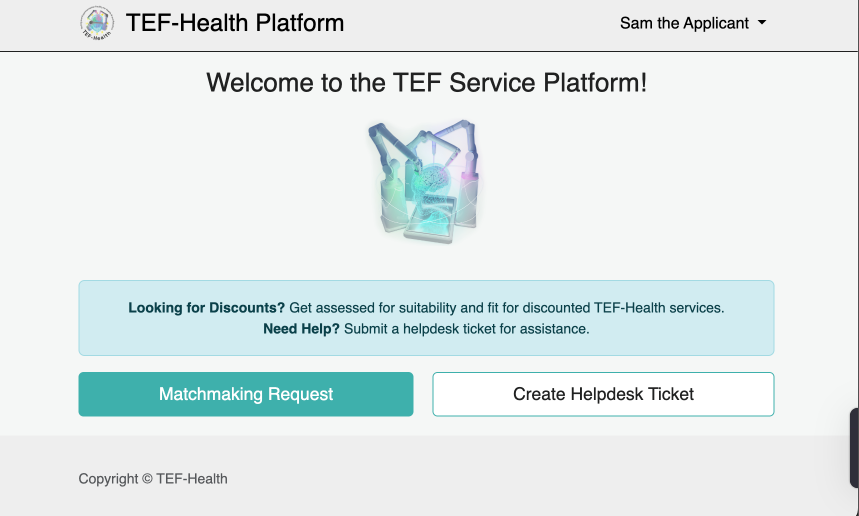 TEF-Health
TEF-Health Platform
Sam the Applicant
Welcome to the TEF Service Platform!
Looking for Discounts? Get assessed for suitability and fit for discounted TEF-Health services.
Need Help? Submit a helpdesk ticket for assistance.
Matchmaking Request
Create Helpdesk Ticket
Copyright © TEF-Health